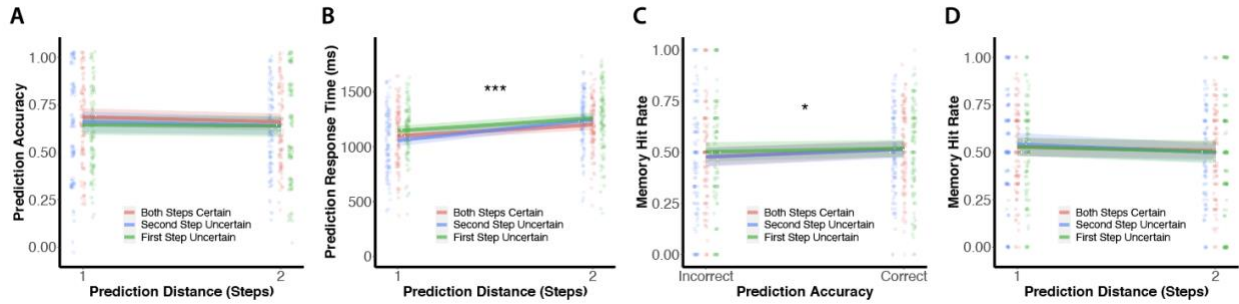 A
Prediction Accuracy
1.00
0.75
0.50
0.25
0.00
Both Steps Certain
Second Step Uncertain
First Step Uncertain
1
2
Prediction Distance (Steps)
B
Prediction Response Time (ms)
1500
1000
500
0
***
Both Steps Certain
Second Step Uncertain
First Step Uncertain
1
2
Prediction Distance (Steps)
C
Memory Hit Rate
1.00
0.75
0.50
0.25
0.00
*
Both Steps Certain
Second Step Uncertain
First Step Uncertain
Incorrect
Correct
Prediction Accuracy
D
Memory Hit Rate
1.00
0.75
0.50
0.25
0.00
Both Steps Certain
Second Step Uncertain
First Step Uncertain
1
2
Prediction Distance (Steps)